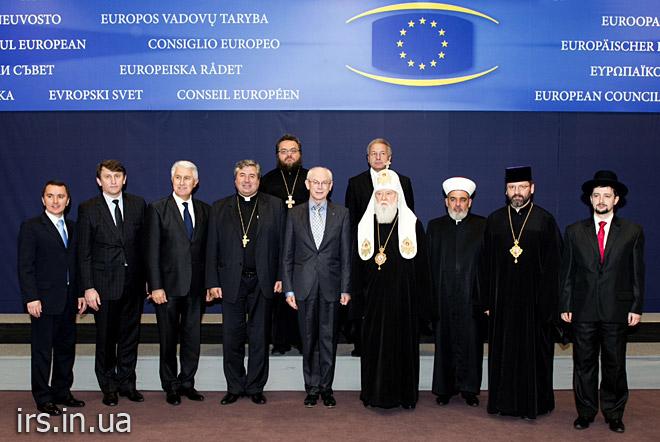 NEUVOSTO EUROPOS VADOVŲ TARYBA EUROOPA
UL EUROPEAN CONSIGLIO EUROPEO EUROPÄISCHER
И СЪВЕТ EUROPEISKA RÅDET ΕΥΡΩΠΑΪΚΟ
KA EVROPSKI SVET CONSEIL EUROPÉEN EUROPEAN COUNCIL
irs.in.ua